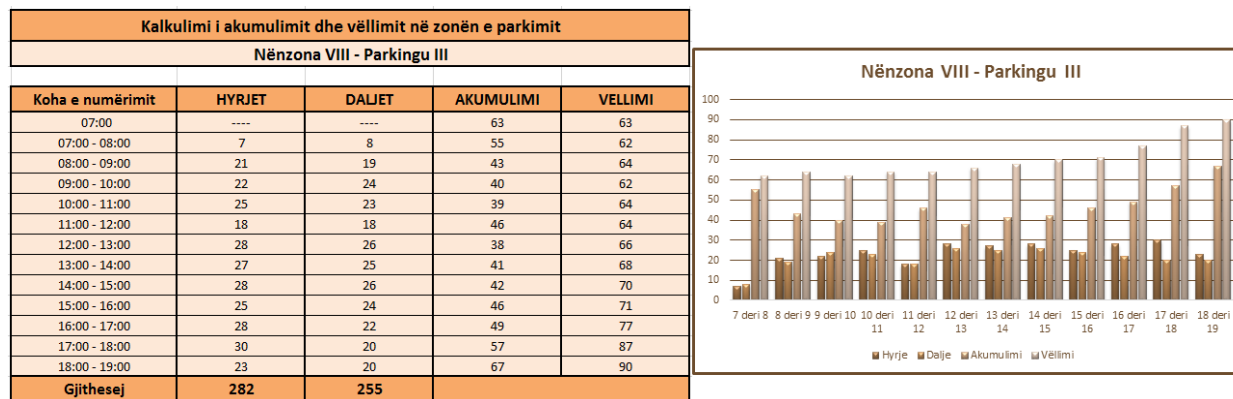 Kalkulimi i akumulimit dhe vëllimit në zonën e parkimit
Nënzona VIII - Parkingu III
Koha e numërimit HYRJET DALJET AKUMULIMI VELLIMI
07:00 ---- ---- 63 63
07:00 - 08:00 7 8 55 62
08:00 - 09:00 21 19 43 64
09:00 - 10:00 22 24 40 62
10:00 - 11:00 25 23 39 64
11:00 - 12:00 18 18 46 64
12:00 - 13:00 28 26 38 66
13:00 - 14:00 27 25 41 68
14:00 - 15:00 28 26 42 70
15:00 - 16:00 25 24 46 71
16:00 - 17:00 28 22 49 77
17:00 - 18:00 30 20 57 87
18:00 - 19:00 23 20 67 90
Gjithesej 282 255
Nënzona VIII - Parkingu III
100
90
80
70
60
50
40
30
20
10
0
7 deri 8 8 deri 9 9 deri 10 10 deri 11 deri 12 deri 13 deri 14 deri 15 deri 16 deri 17 deri 18 deri
11 12 13 14 15 16 17 18 19
Hyrje Dalje Akumulimi Vëllimi